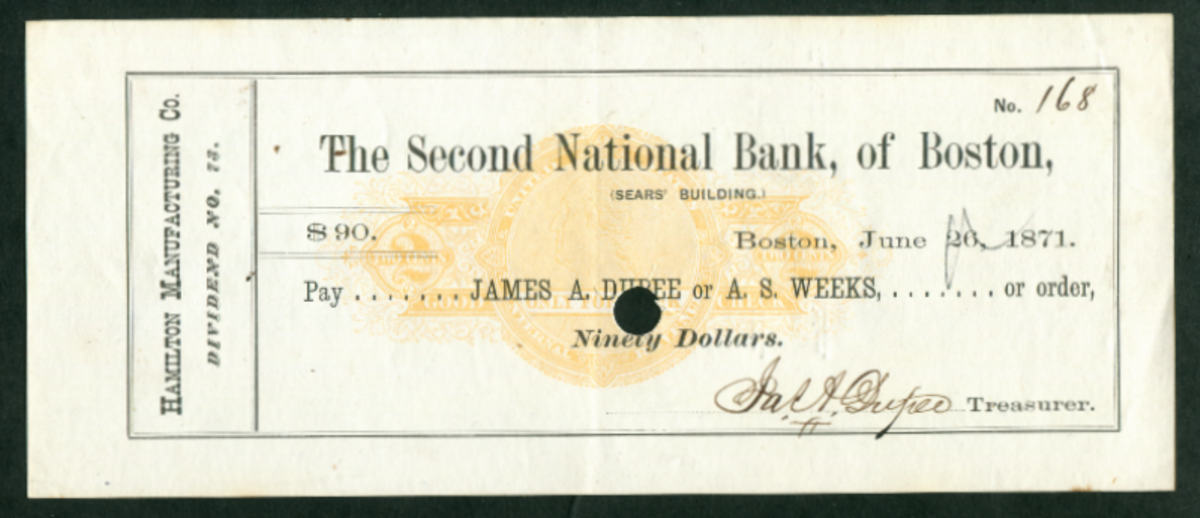 HAMILTON MANUFACTURING CO.
DIVIDEND NO. 73.
No. 168
The Second National Bank, of Boston,
(SEARS' BUILDING.)
$ 90.
Boston, June 26, 1871.
Pay ........ JAMES A. DUPEE or A. S. WEEKS, ........ or order,
Ninety Dollars.
Jas. A. Dupee Treasurer.